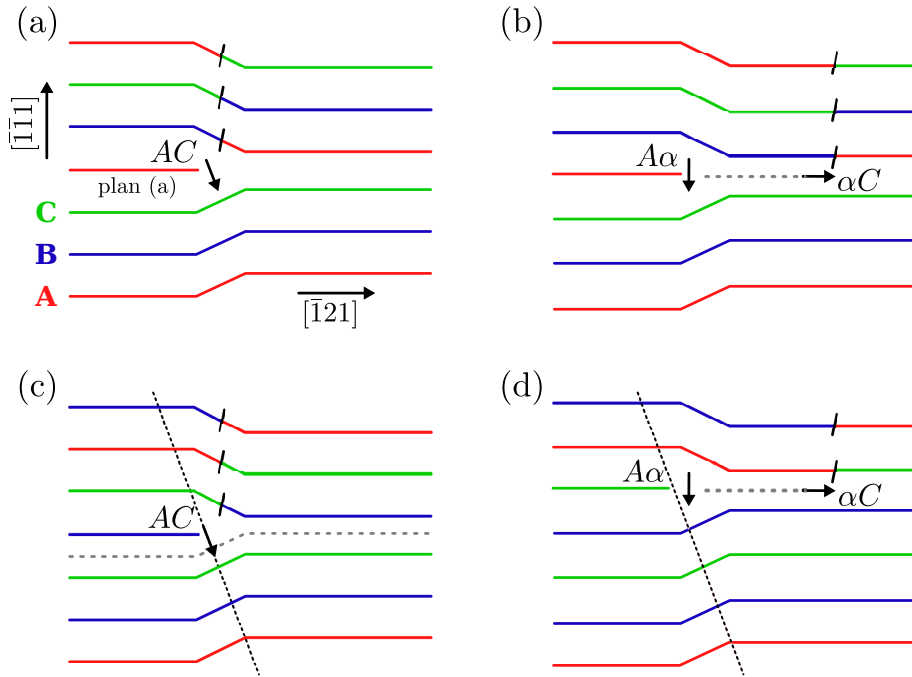 (a)
[1̄1̄1]
AC
plan (a)
C
B
A
[1̄21]
(b)
Aα
αC
(c)
AC
(d)
Aα
αC